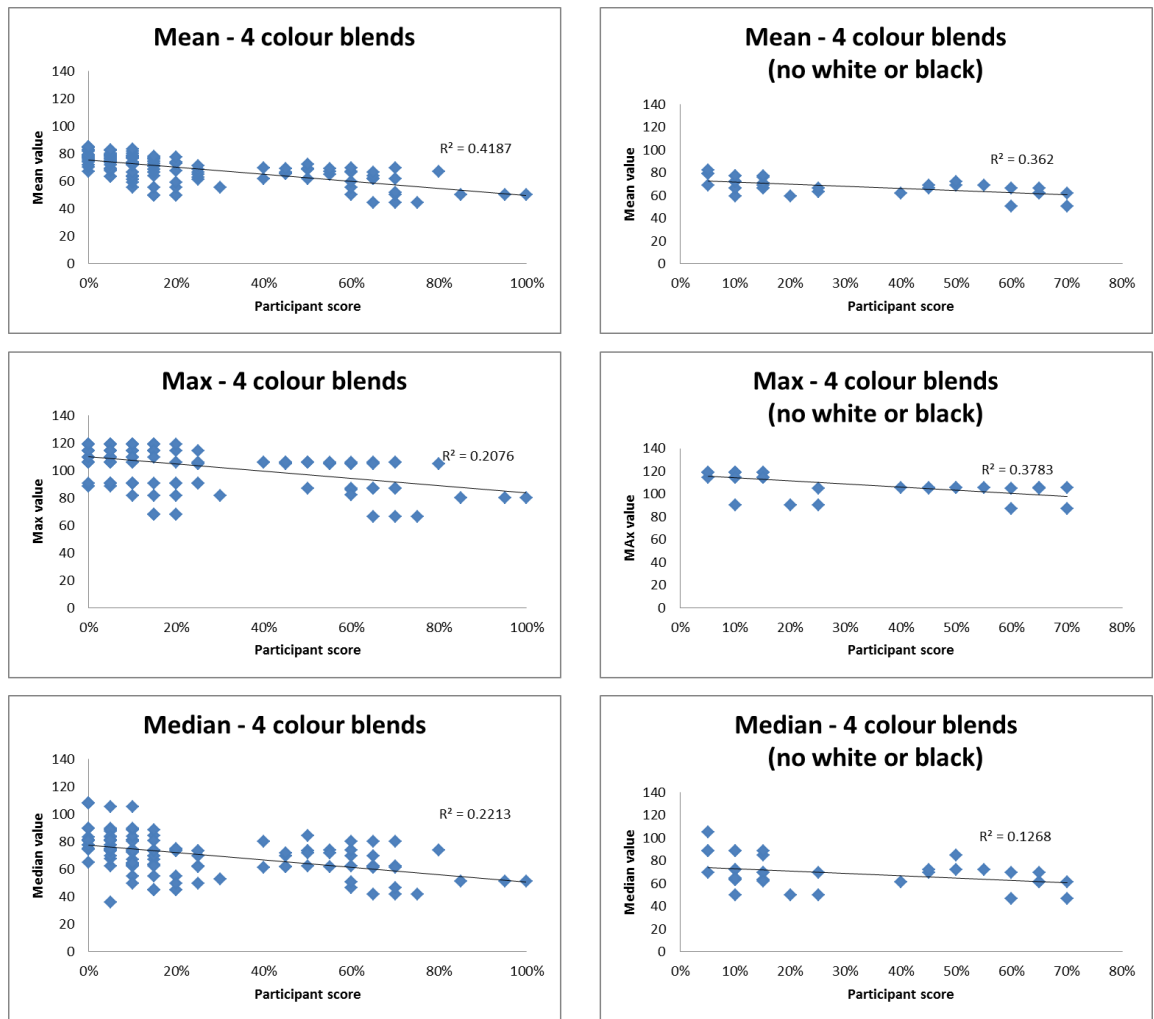 Mean - 4 colour blends
140
120
100
80
60
40
20
0
Mean value
R² = 0.4187
0% 20% 40% 60% 80% 100%
Participant score
Mean - 4 colour blends
(no white or black)
140
120
100
80
60
40
20
0
Mean value
R² = 0.362
0% 10% 20% 30% 40% 50% 60% 70% 80%
Participant score
Max - 4 colour blends
140
120
100
80
60
40
20
0
Max value
R² = 0.2076
0% 20% 40% 60% 80% 100%
Participant score
Max - 4 colour blends
(no white or black)
140
120
100
80
60
40
20
0
MAx value
R² = 0.3783
0% 10% 20% 30% 40% 50% 60% 70% 80%
Participant score
Median - 4 colour blends
140
120
100
80
60
40
20
0
Median value
R² = 0.2213
0% 20% 40% 60% 80% 100%
Participant score
Median - 4 colour blends
(no white or black)
140
120
100
80
60
40
20
0
Median value
R² = 0.1268
0% 10% 20% 30% 40% 50% 60% 70% 80%
Participant score